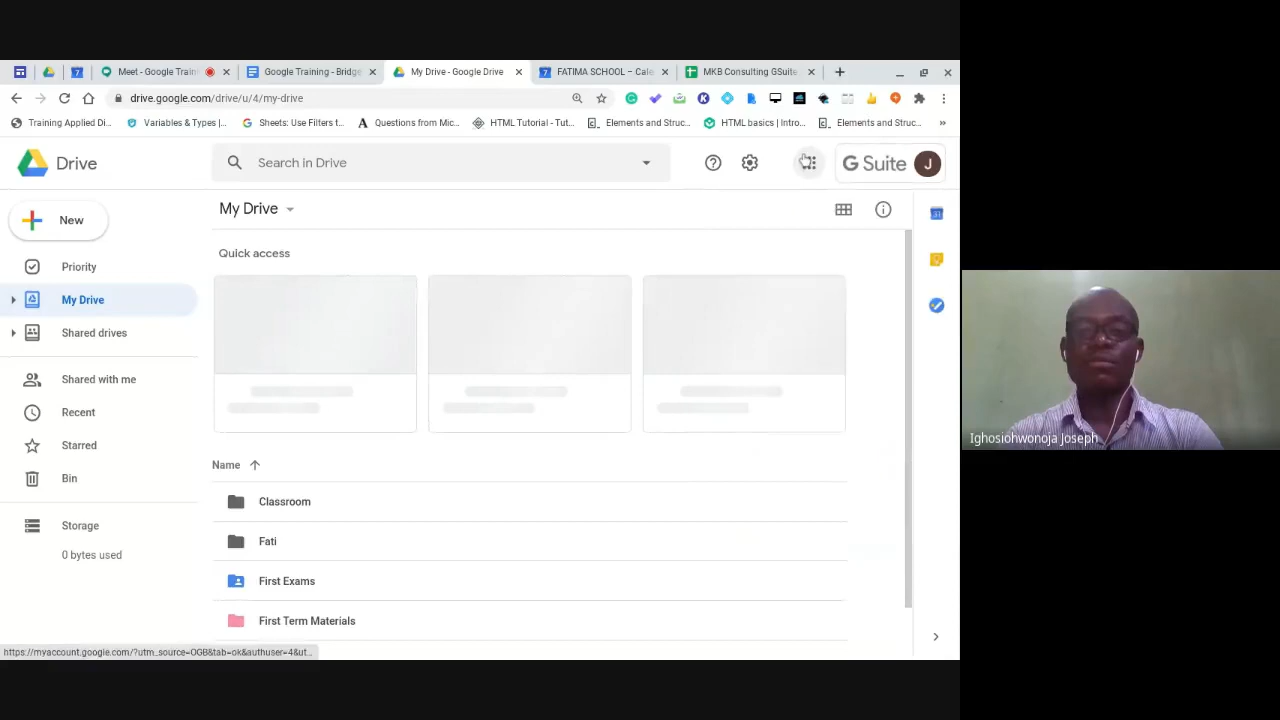 Meet - Google Traini
Google Training - Bridge
My Drive - Google Drive
FATIMA SCHOOL – Cale
MKB Consulting GSuite
drive.google.com/drive/u/4/my-drive
Training Applied Di...
Variables & Types |...
Sheets: Use Filters t...
Questions from Mic...
HTML Tutorial - Tut...
Elements and Struc...
HTML basics | Intro...
Elements and Struc...
Drive
Search in Drive
G Suite
J
New
My Drive
Priority
Quick access
My Drive
Shared drives
Shared with me
Recent
Starred
Bin
Storage
0 bytes used
Name
Classroom
Fati
First Exams
First Term Materials
https://myaccount.google.com/?utm_source=OGB&tab=ok&authuser=4&ut...
Ighosiohwonoja Joseph